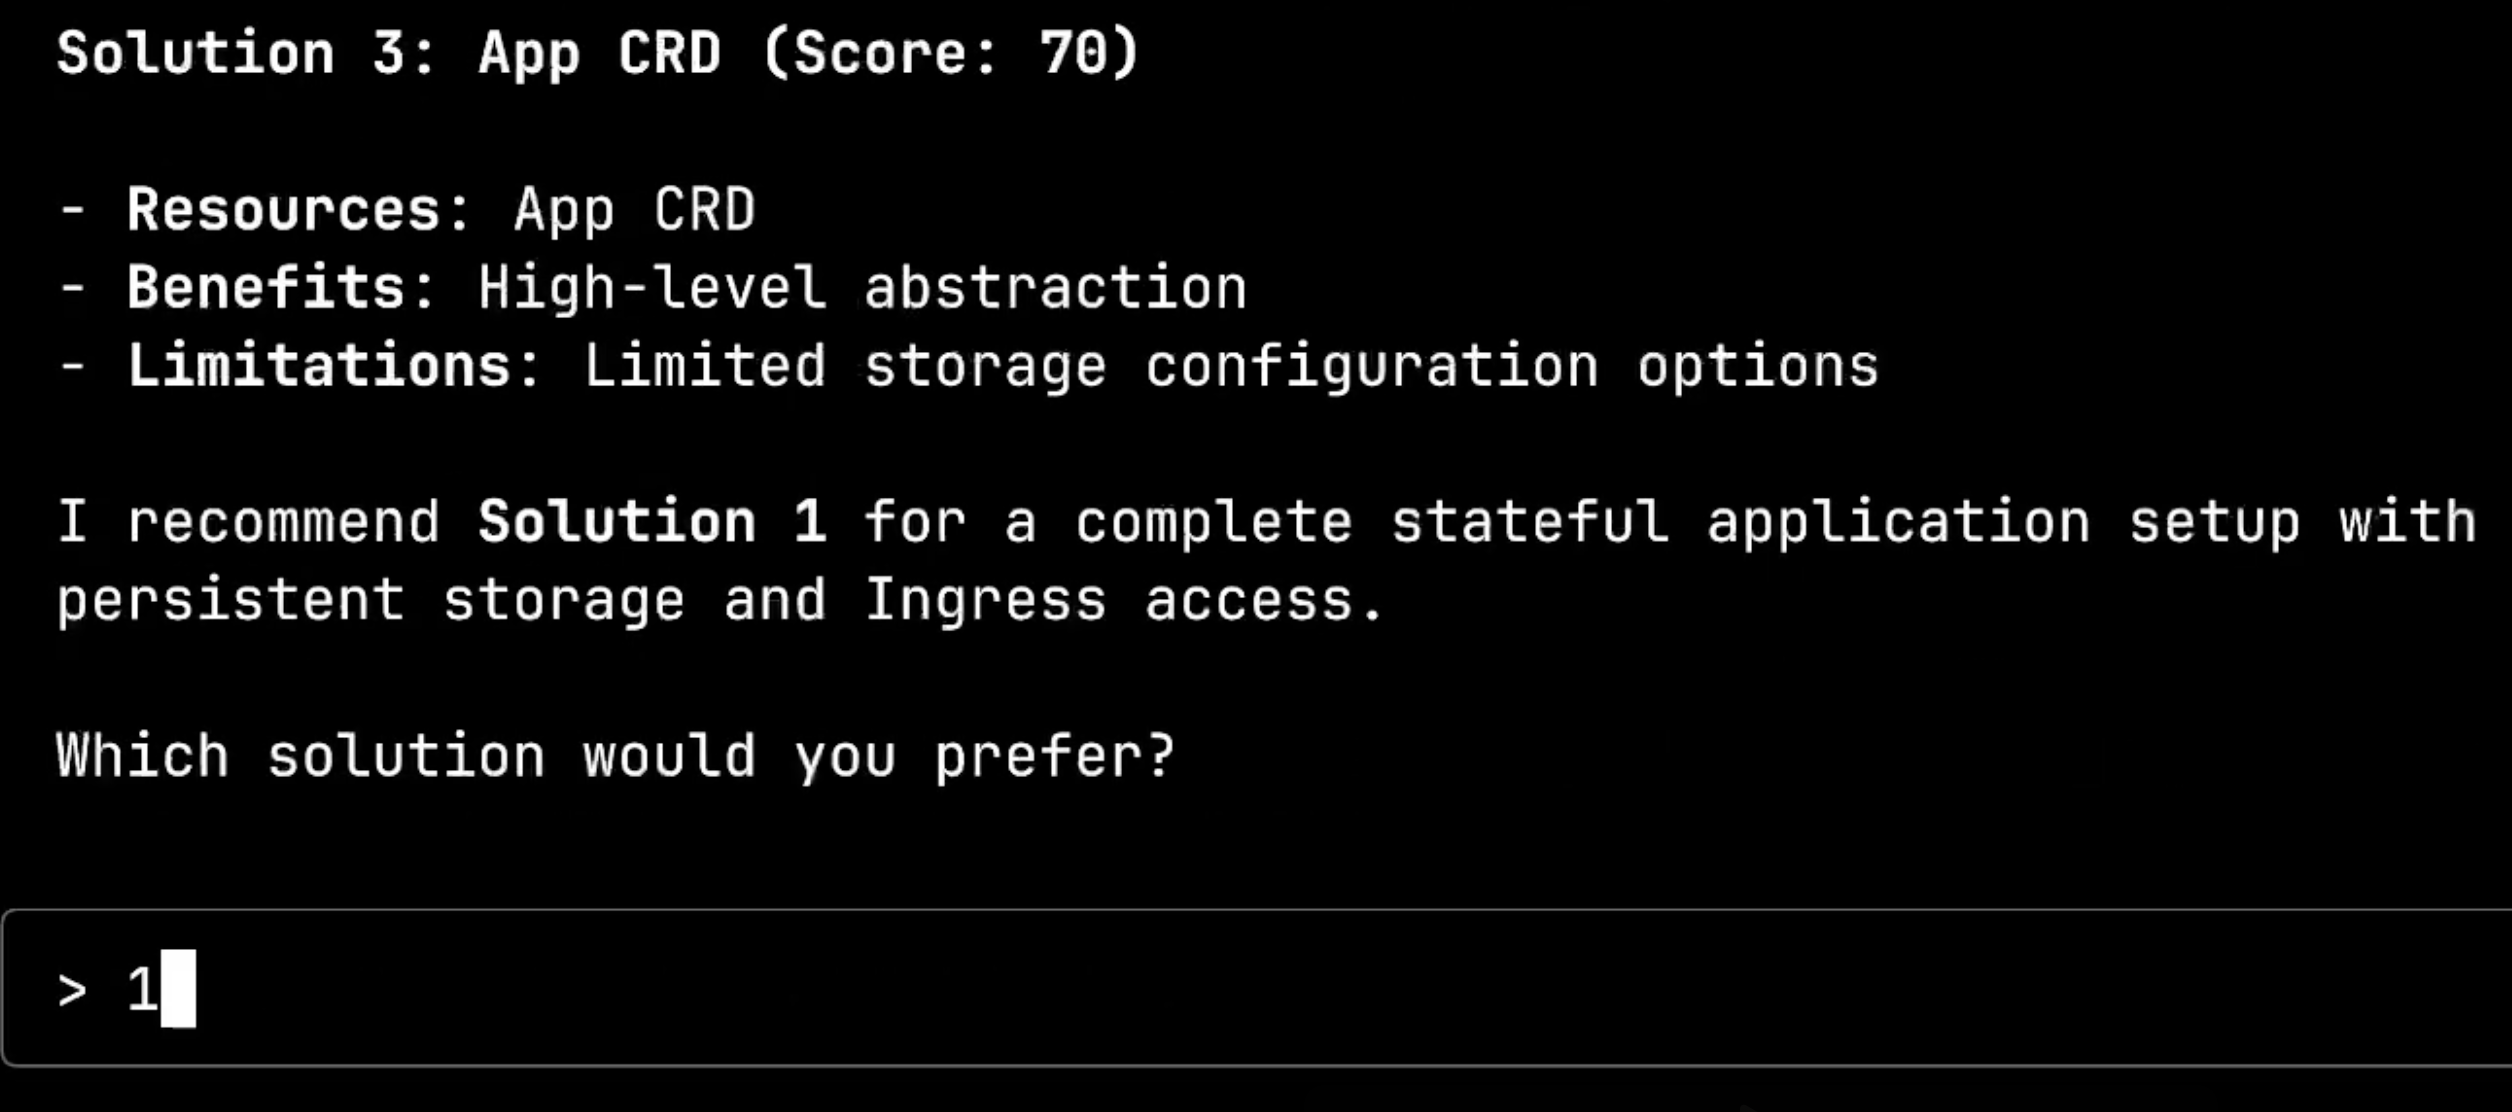 Solution 3: App CRD (Score: 70)
- Resources: App CRD
- Benefits: High-level abstraction
- Limitations: Limited storage configuration options
I recommend Solution 1 for a complete stateful application setup with
persistent storage and Ingress access.
Which solution would you prefer?
> 1